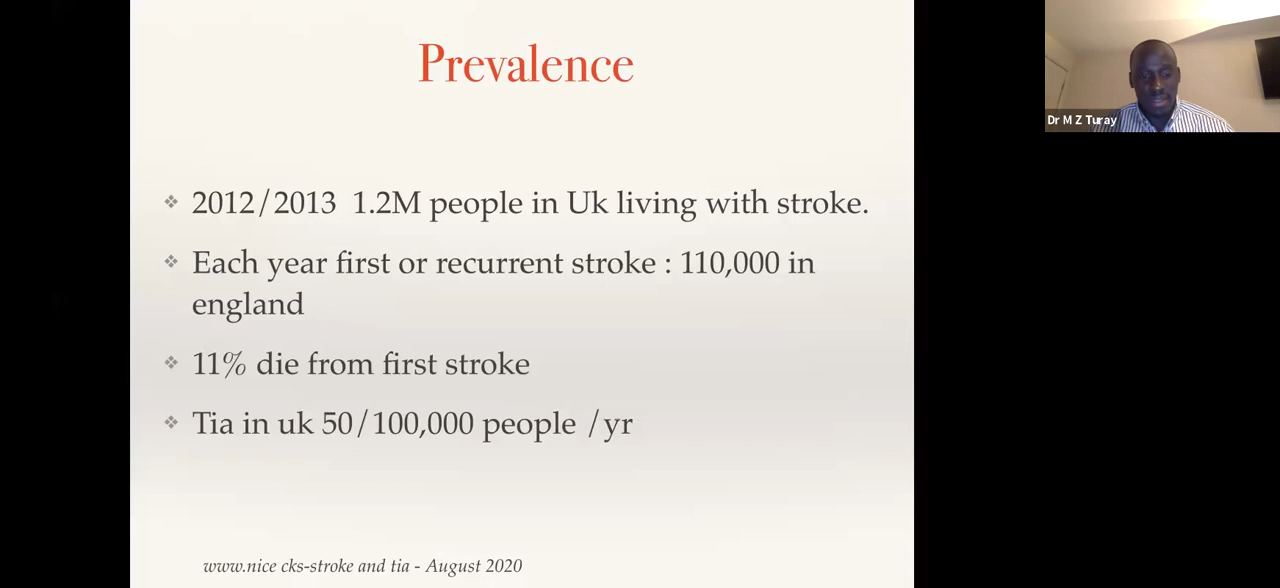 Prevalence
Dr M Z Turay
❖ 2012/2013 1.2M people in Uk living with stroke.
❖ Each year first or recurrent stroke : 110,000 in
england
❖ 11% die from first stroke
❖ Tia in uk 50/100,000 people /yr
www.nice cks-stroke and tia - August 2020